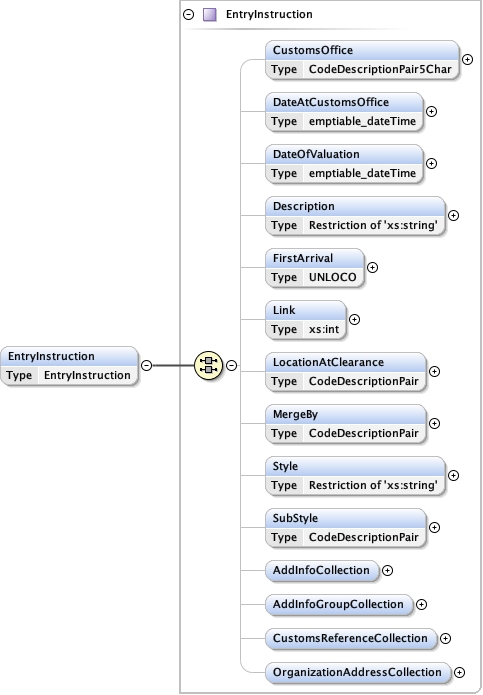 EntryInstruction
CustomsOffice
Type CodeDescriptionPair5Char
DateAtCustomsOffice
Type emptiable_dateTime
DateOfValuation
Type emptiable_dateTime
Description
Type Restriction of 'xs:string'
FirstArrival
Type UNLOCO
Link
Type xs:int
EntryInstruction
Type EntryInstruction
LocationAtClearance
Type CodeDescriptionPair
MergeBy
Type CodeDescriptionPair
Style
Type Restriction of 'xs:string'
SubStyle
Type CodeDescriptionPair
AddInfoCollection
AddInfoGroupCollection
CustomsReferenceCollection
OrganizationAddressCollection